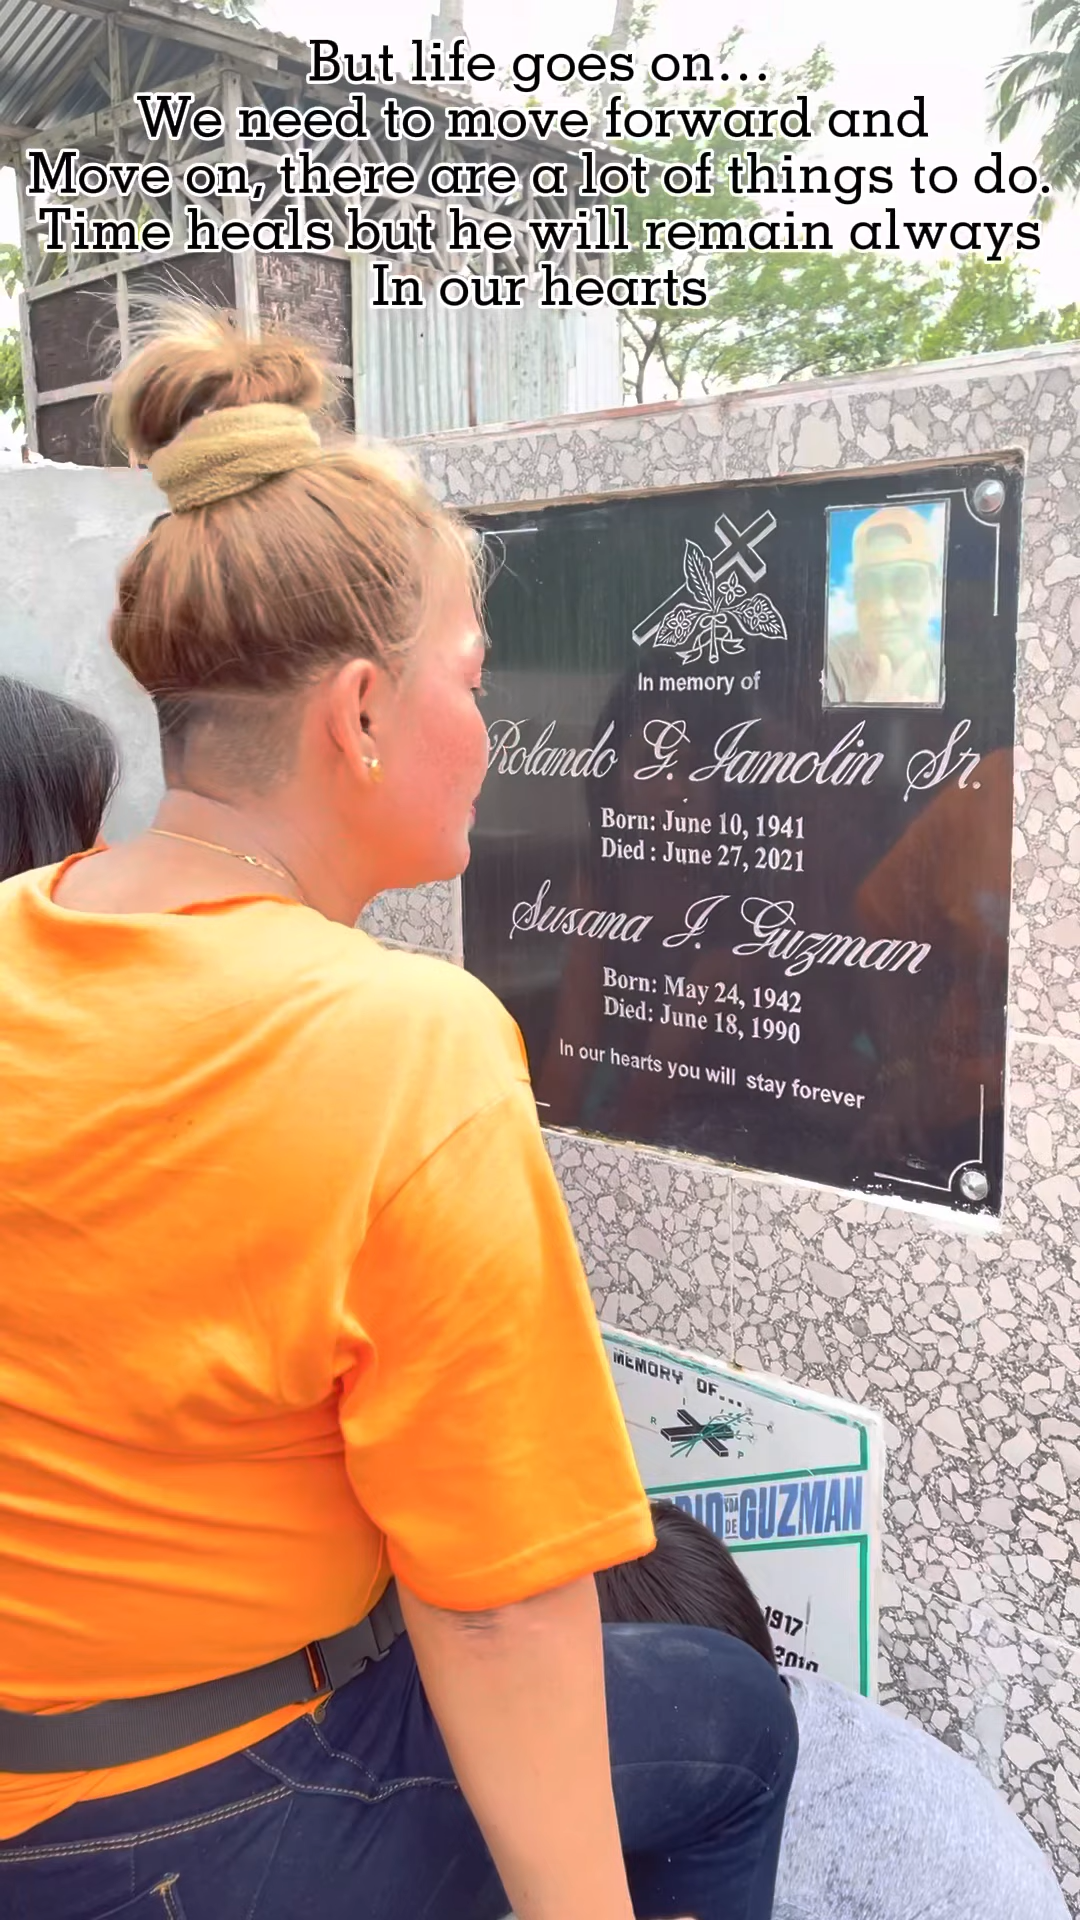 But life goes on...
We need to move forward and
Move on, there are a lot of things to do.
Time heals but he will remain always
In our hearts
In memory of
Rolando G. Jamolin Sr.
Born: June 10, 1941
Died : June 27, 2021
Susana J. Guzman
Born: May 24, 1942
Died: June 18, 1990
In our hearts you will stay forever
MEMORY OF...
R I P
VDA DE GUZMAN
1917